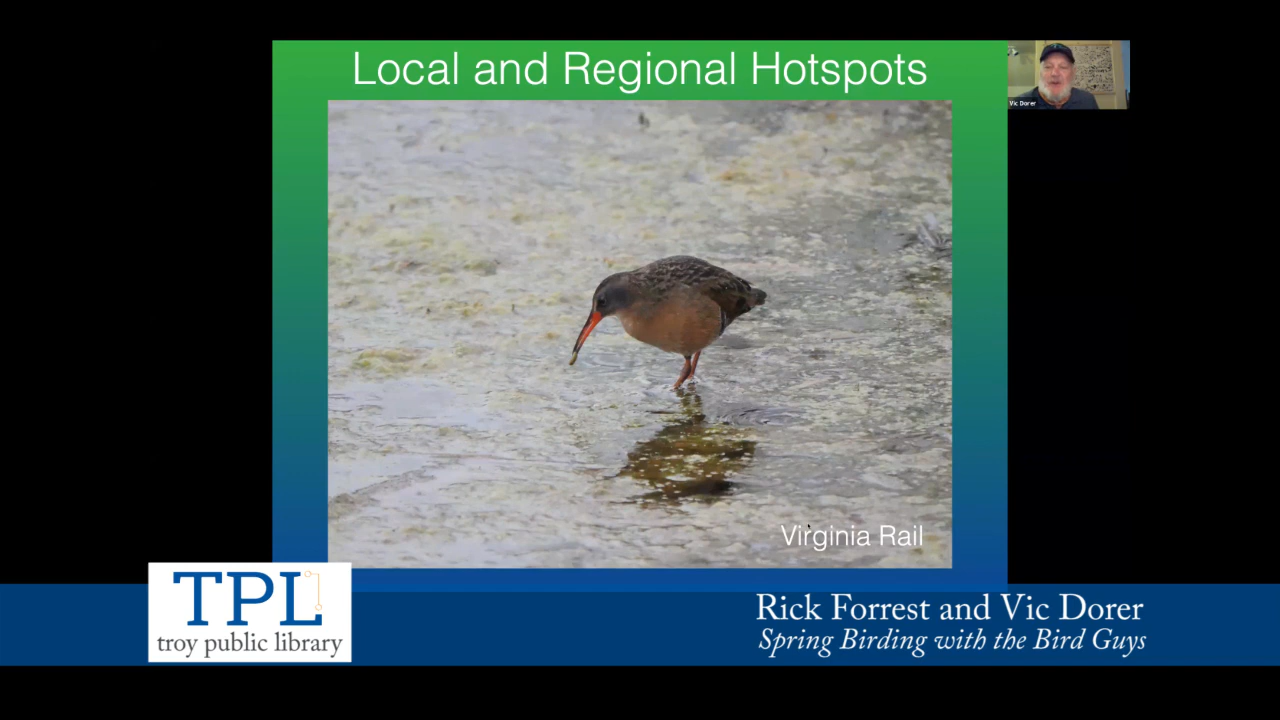 Local and Regional Hotspots
Vic Dorer
Virginia Rail
TPL
troy public library
Rick Forrest and Vic Dorer
Spring Birding with the Bird Guys